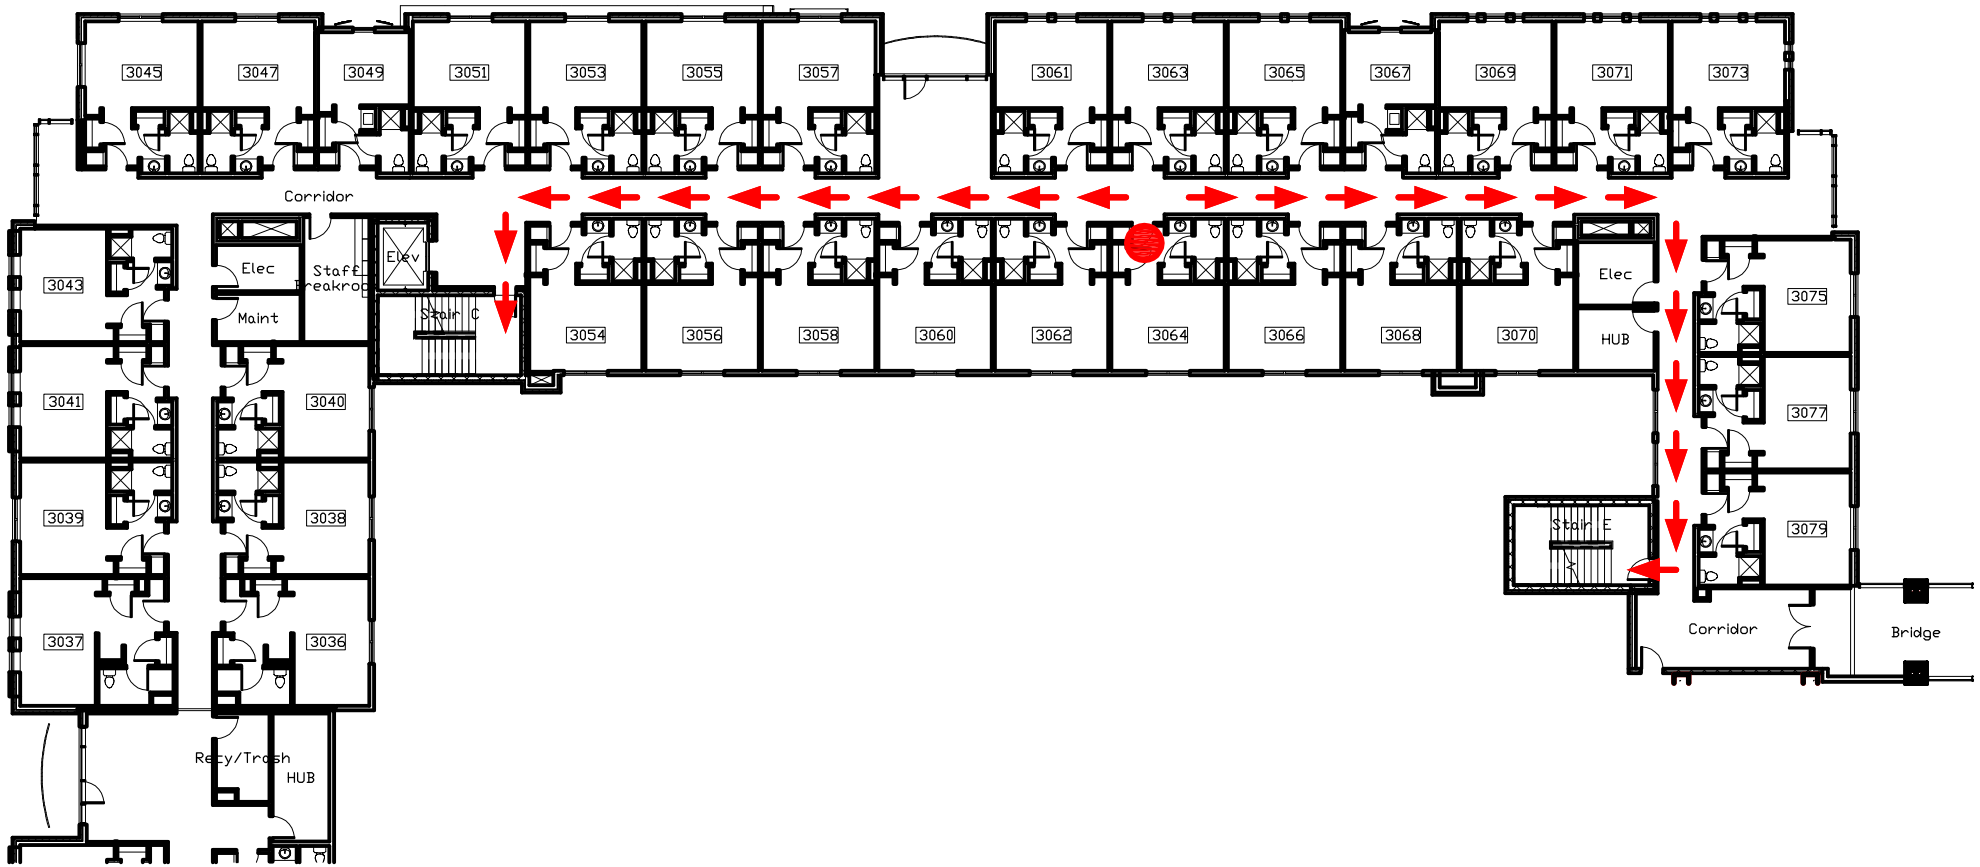 3045 3047 3049 3051 3053 3055 3057 3061 3063 3065 3067 3069 3071 3073
Corridor
Elev
Elec
Staff
Breakroo
Elec
3043
3075
Maint
Stair C
3054 3056 3058 3060 3062 3064 3066 3068 3070
HUB
3041
3040
3077
3039
3038
Stair E
3079
3037
3036
Corridor
Bridge
Recy/Trash
HUB